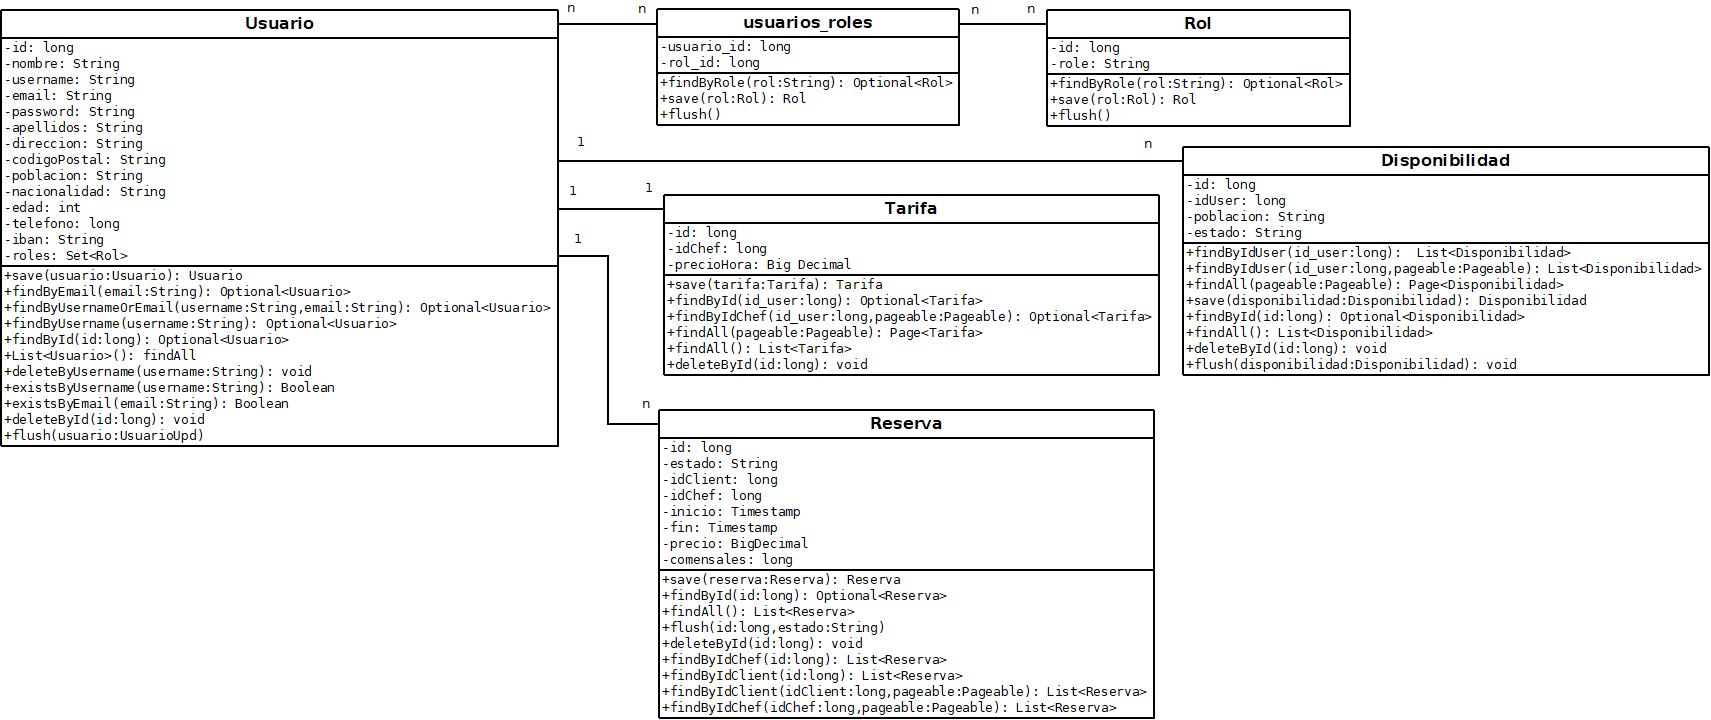 Usuario
-id: long
-nombre: String
-username: String
-email: String
-password: String
-apellidos: String
-direccion: String
-codigoPostal: String
-poblacion: String
-nacionalidad: String
-edad: int
-telefono: long
-iban: String
-roles: Set<Rol>
+save(usuario:Usuario): Usuario
+findByEmail(email:String): Optional<Usuario>
+findByUsernameOrEmail(username:String,email:String): Optional<Usuario>
+findByUsername(username:String): Optional<Usuario>
+findById(id:long): Optional<Usuario>
+List<Usuario>(): findAll
+deleteByUsername(username:String): void
+existsByUsername(username:String): Boolean
+existsByEmail(email:String): Boolean
+deleteById(id:long): void
+flush(usuario:UsuarioUpd)
n
n
usuarios_roles
-usuario_id: long
-rol_id: long
+findByRole(rol:String): Optional<Rol>
+save(rol:Rol): Rol
+flush()
n
n
Rol
-id: long
-role: String
+findByRole(rol:String): Optional<Rol>
+save(rol:Rol): Rol
+flush()
1
n
Disponibilidad
-id: long
-idUser: long
-poblacion: String
-estado: String
+findByIdUser(id_user:long):  List<Disponibilidad>
+findByIdUser(id_user:long,pageable:Pageable): List<Disponibilidad>
+findAll(pageable:Pageable): Page<Disponibilidad>
+save(disponibilidad:Disponibilidad): Disponibilidad
+findById(id:long): Optional<Disponibilidad>
+findAll(): List<Disponibilidad>
+deleteById(id:long): void
+flush(disponibilidad:Disponibilidad): void
1
1
Tarifa
-id: long
-idChef: long
-precioHora: Big Decimal
+save(tarifa:Tarifa): Tarifa
+findById(id_user:long): Optional<Tarifa>
+findByIdChef(id_user:long,pageable:Pageable): Optional<Tarifa>
+findAll(pageable:Pageable): Page<Tarifa>
+findAll(): List<Tarifa>
+deleteById(id:long): void
1
n
Reserva
-id: long
-estado: String
-idClient: long
-idChef: long
-inicio: Timestamp
-fin: Timestamp
-precio: BigDecimal
-comensales: long
+save(reserva:Reserva): Reserva
+findById(id:long): Optional<Reserva>
+findAll(): List<Reserva>
+flush(id:long,estado:String)
+deleteById(id:long): void
+findByIdChef(id:long): List<Reserva>
+findByIdClient(id:long): List<Reserva>
+findByIdClient(idClient:long,pageable:Pageable): List<Reserva>
+findByIdChef(idChef:long,pageable:Pageable): List<Reserva>